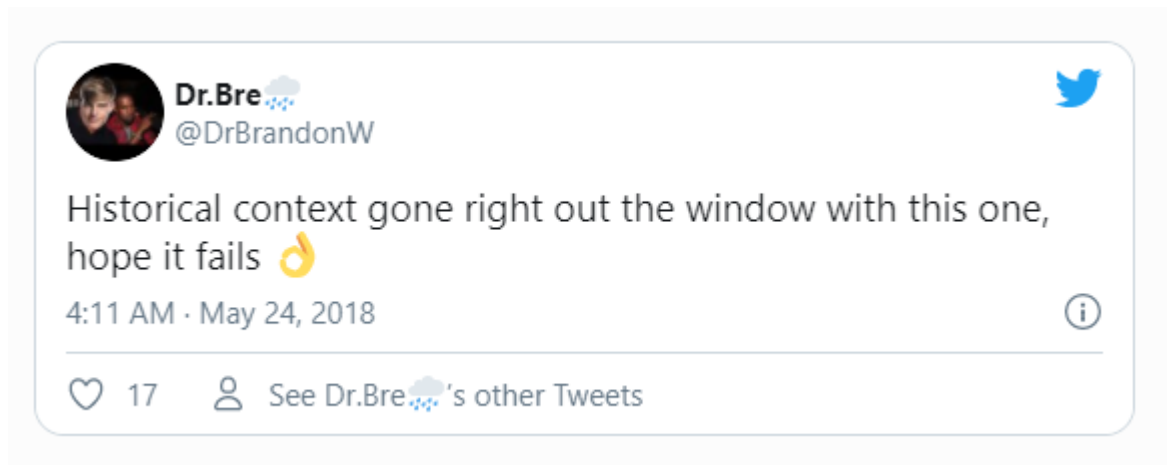 Dr.Bre🌧️
@DrBrandonW
Historical context gone right out the window with this one,
hope it fails 👌
4:11 AM · May 24, 2018
17
See Dr.Bre🌧️'s other Tweets